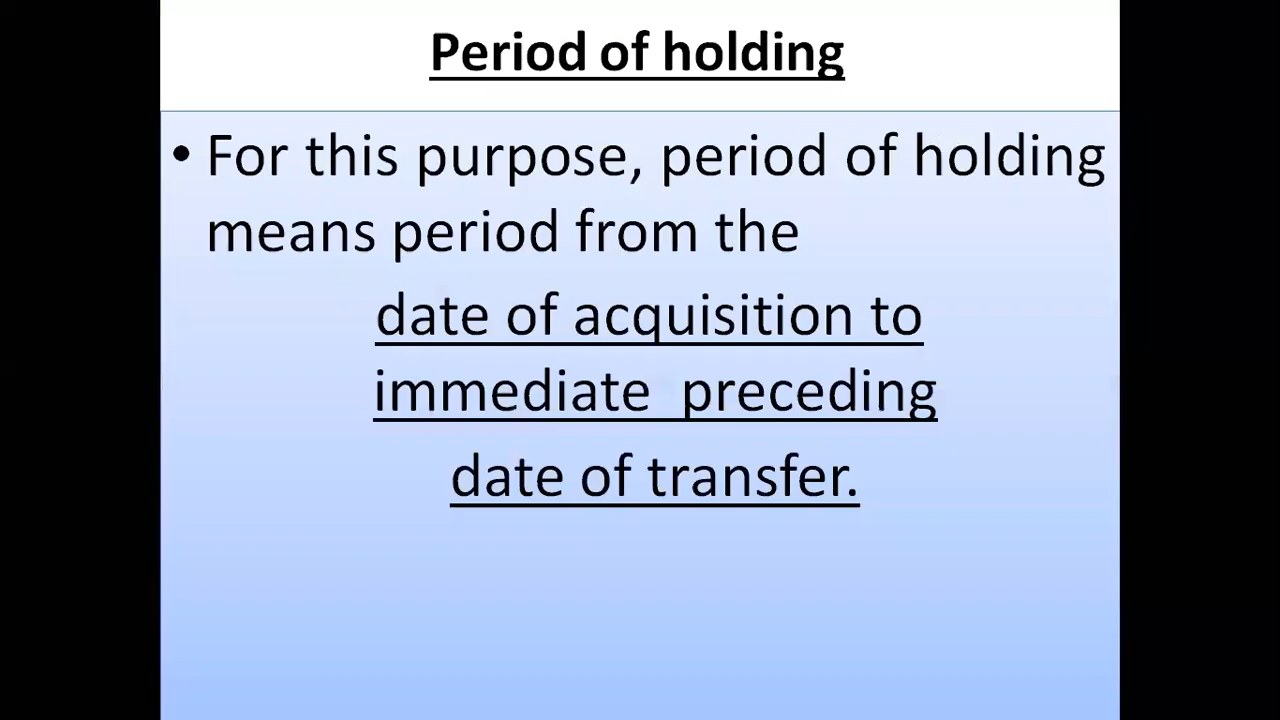 Period of holding
• For this purpose, period of holding
means period from the
date of acquisition to
immediate  preceding
date of transfer.